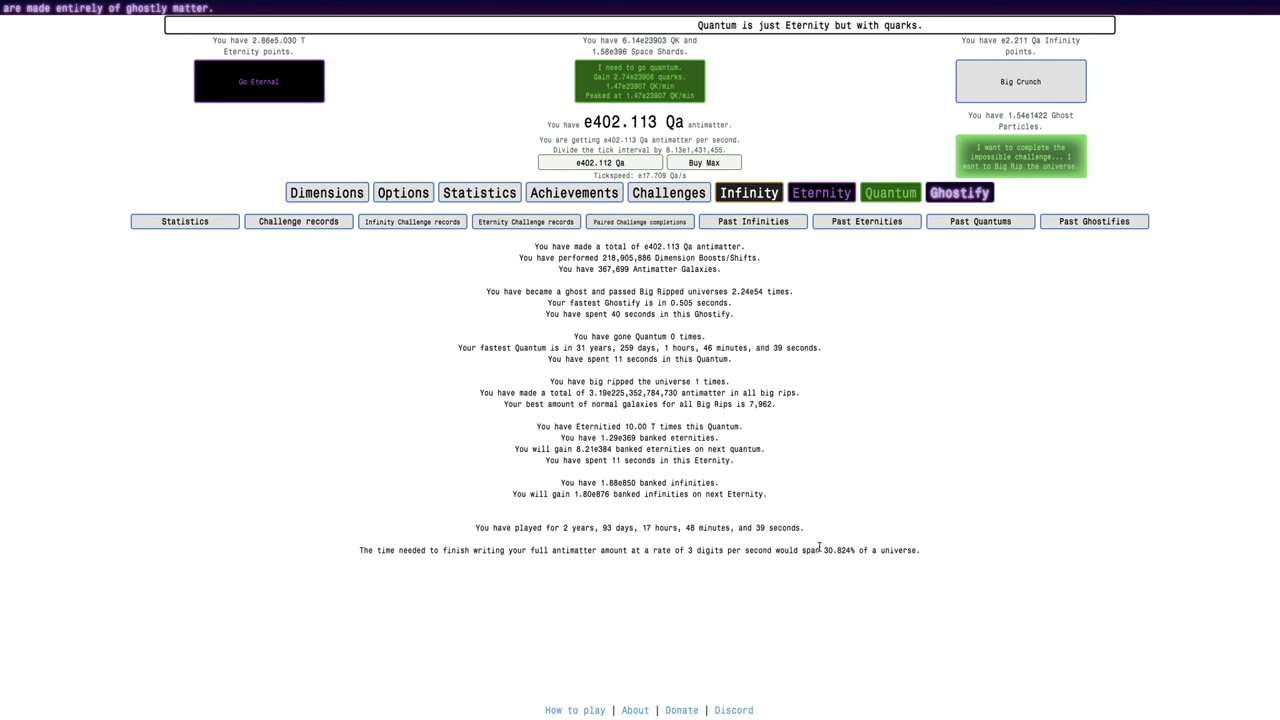 are made entirely of ghostly matter.
Quantum is just Eternity but with quarks.
You have 2.86e5.030 T
Eternity points.
Go Eternal
You have 6.14e23903 QK and
1.58e396 Space Shards.
I need to go quantum.
Gain 2.74e23906 quarks.
1.47e23907 QK/min
Peaked at 1.47e23907 QK/min
You have e2.211 Qa Infinity
points.
Big Crunch
You have 1.54e1422 Ghost
Particles.
I want to complete the
impossible challenge... I
want to Big Rip the universe.
You have e402.113 Qa antimatter.
You are getting e402.113 Qa antimatter per second.
Divide the tick interval by 8.13e1,431,455.
e402.112 Qa
Buy Max
Tickspeed: e17.709 Qa/s
Dimensions
Options
Statistics
Achievements
Challenges
Infinity
Eternity
Quantum
Ghostify
Statistics
Challenge records
Infinity Challenge records
Eternity Challenge records
Paired Challenge completions
Past Infinities
Past Eternities
Past Quantums
Past Ghostifies
You have made a total of e402.113 Qa antimatter.
You have performed 218,905,886 Dimension Boosts/Shifts.
You have 367,699 Antimatter Galaxies.
You have became a ghost and passed Big Ripped universes 2.24e54 times.
Your fastest Ghostify is in 0.505 seconds.
You have spent 40 seconds in this Ghostify.
You have gone Quantum 0 times.
Your fastest Quantum is in 31 years, 259 days, 1 hours, 46 minutes, and 39 seconds.
You have spent 11 seconds in this Quantum.
You have big ripped the universe 1 times.
You have made a total of 3.19e225,352,784,730 antimatter in all big rips.
Your best amount of normal galaxies for all Big Rips is 7,962.
You have Eternitied 10.00 T times this Quantum.
You have 1.29e369 banked eternities.
You will gain 8.21e384 banked eternities on next quantum.
You have spent 11 seconds in this Eternity.
You have 1.88e850 banked infinities.
You will gain 1.80e876 banked infinities on next Eternity.
You have played for 2 years, 93 days, 17 hours, 48 minutes, and 39 seconds.
The time needed to finish writing your full antimatter amount at a rate of 3 digits per second would span 30.824% of a universe.
How to play | About | Donate | Discord